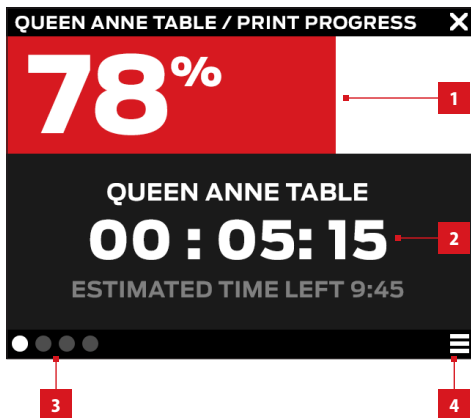 QUEEN ANNE TABLE / PRINT PROGRESS
78%
1
QUEEN ANNE TABLE
00 : 05: 15
2
ESTIMATED TIME LEFT 9:45
3
4